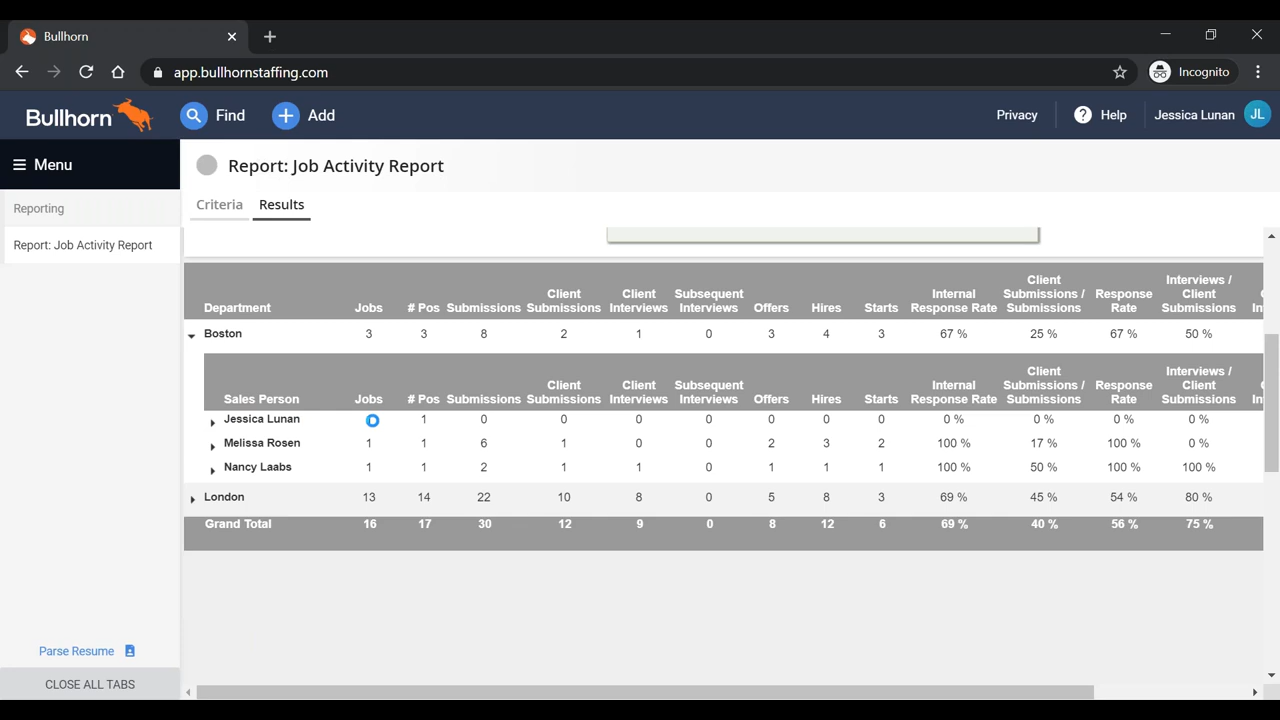 Bullhorn
app.bullhornstaffing.com
Incognito
Bullhorn
Find
Add
Privacy
? Help
Jessica Lunan JL
Menu
Report: Job Activity Report
Reporting
Criteria Results
Report: Job Activity Report
Department Jobs # Pos Submissions Client Submissions Client Interviews Subsequent Interviews Offers Hires Starts Internal Response Rate Client Submissions / Submissions Response Rate Interviews / Client Submissions
Boston 3 3 8 2 1 0 3 4 3 67 % 25 % 67 % 50 %
Sales Person Jobs # Pos Submissions Client Submissions Client Interviews Subsequent Interviews Offers Hires Starts Internal Response Rate Client Submissions / Submissions Response Rate Interviews / Client Submissions
Jessica Lunan 1 0 0 0 0 0 0 0 0 % 0 % 0 % 0 %
Melissa Rosen 1 1 6 1 0 0 2 3 2 100 % 17 % 100 % 0 %
Nancy Laabs 1 1 2 1 1 0 1 1 1 100 % 50 % 100 % 100 %
London 13 14 22 10 8 0 5 8 3 69 % 45 % 54 % 80 %
Grand Total 16 17 30 12 9 0 8 12 6 69 % 40 % 56 % 75 %
Parse Resume
CLOSE ALL TABS